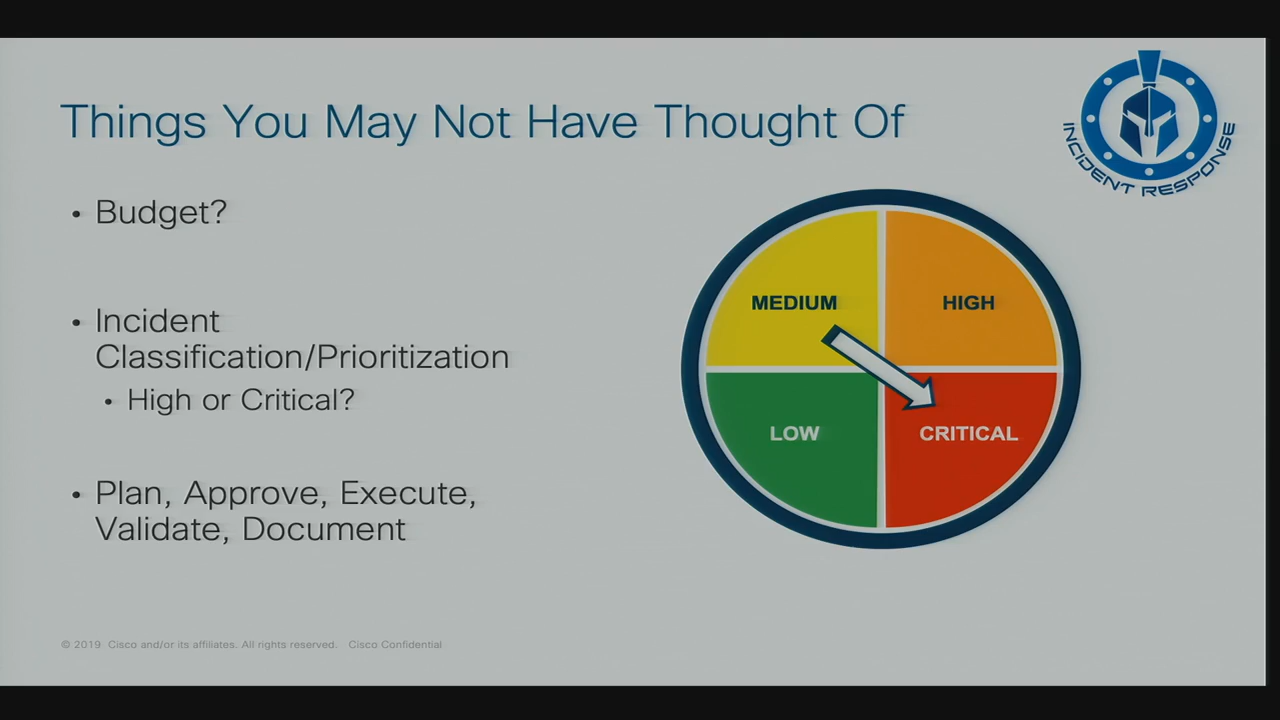 Things You May Not Have Thought Of
INCIDENT RESPONSE
• Budget?
• Incident
Classification/Prioritization
• High or Critical?
• Plan, Approve, Execute,
Validate, Document
MEDIUM
HIGH
LOW
CRITICAL
© 2019 Cisco and/or its affiliates. All rights reserved. Cisco Confidential